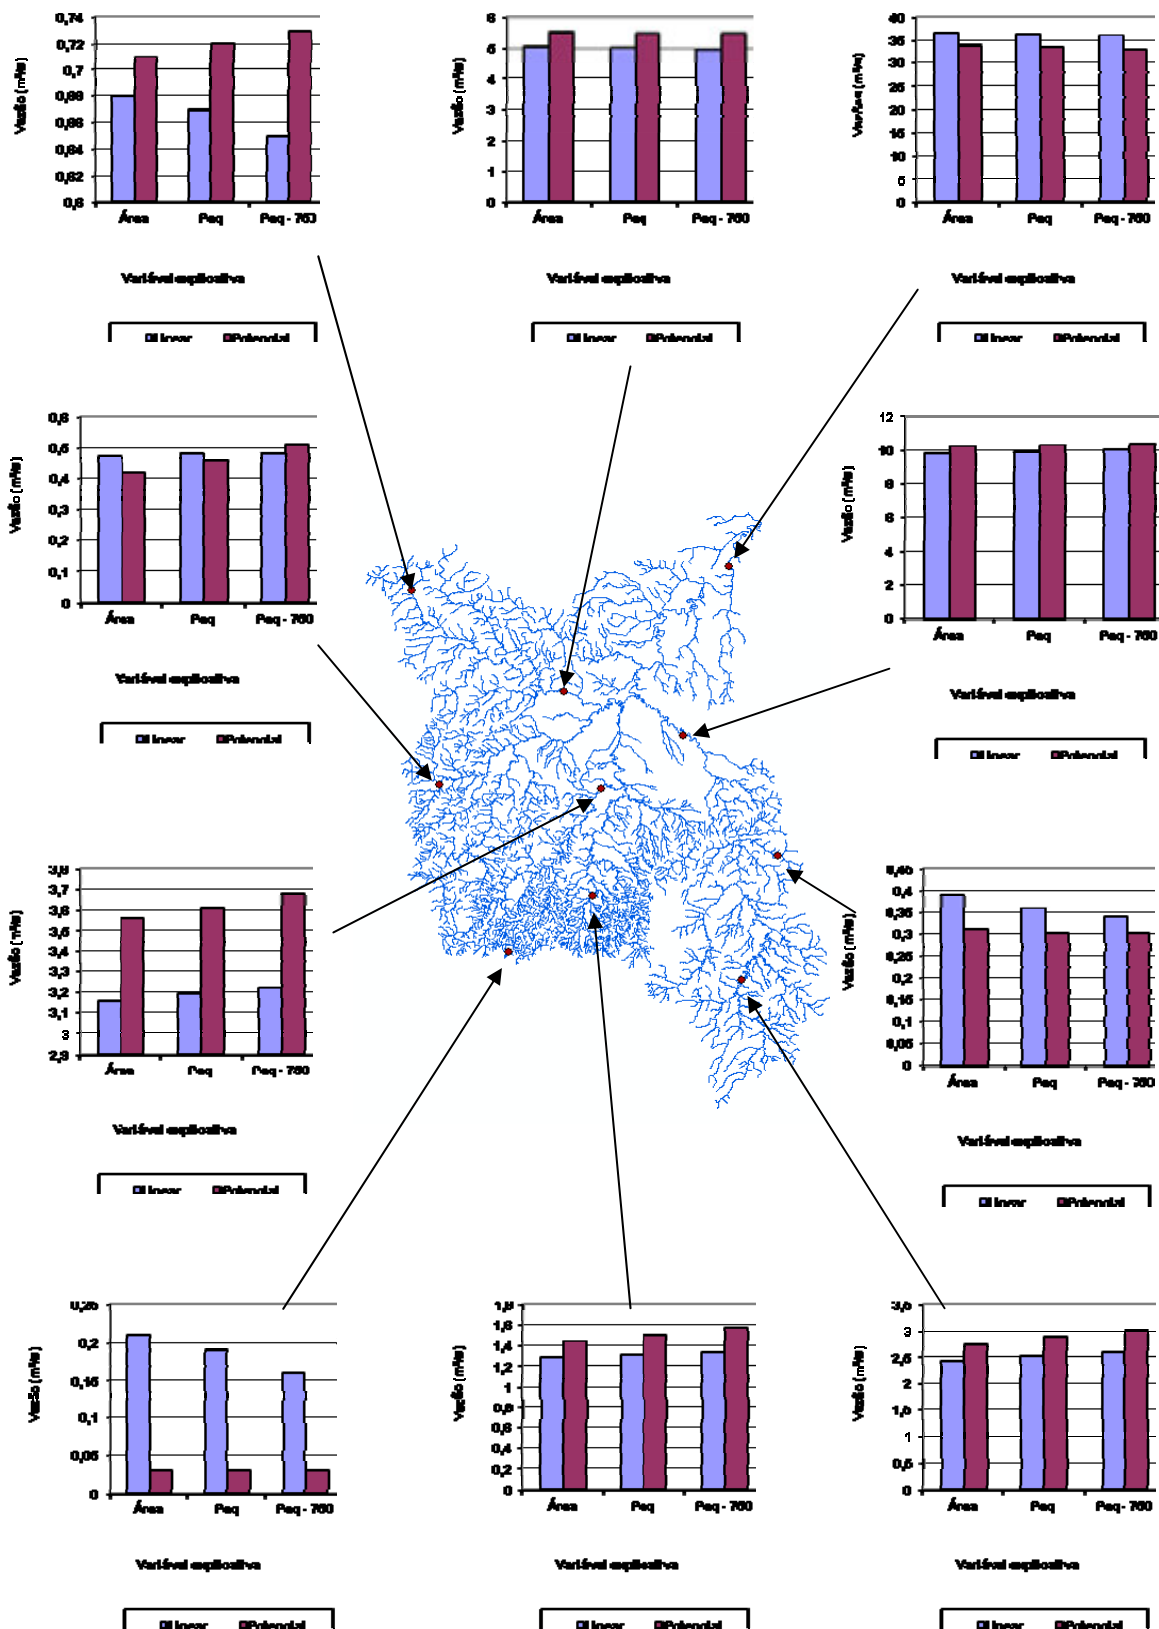 0,74
0,72
0,7
0,68
0,66
0,64
0,62
0,6
Vazão (m³/s)
Área Peq Peq - 750
Variável explicativa
Linear Potencial
8
6
5
4
3
2
1
0
Vazão (m³/s)
Área Peq Peq - 750
Variável explicativa
Linear Potencial
40
35
30
25
20
15
10
5
0
Vazão (m³/s)
Área Peq Peq - 750
Variável explicativa
Linear Potencial
0,6
0,5
0,4
0,3
0,2
0,1
0
Vazão (m³/s)
Área Peq Peq - 750
Variável explicativa
Linear Potencial
12
10
8
6
4
2
0
Vazão (m³/s)
Área Peq Peq - 750
Variável explicativa
Linear Potencial
3,8
3,7
3,6
3,5
3,4
3,3
3,2
3,1
3
2,9
Vazão (m³/s)
Área Peq Peq - 750
Variável explicativa
Linear Potencial
0,45
0,4
0,35
0,3
0,25
0,2
0,15
0,1
0,05
0
Vazão (m³/s)
Área Peq Peq - 750
Variável explicativa
Linear Potencial
0,25
0,2
0,15
0,1
0,05
0
Vazão (m³/s)
Área Peq Peq - 750
Variável explicativa
Linear Potencial
1,8
1,6
1,4
1,2
1
0,8
0,6
0,4
0,2
0
Vazão (m³/s)
Área Peq Peq - 750
Variável explicativa
Linear Potencial
3,5
3
2,5
2
1,5
1
0,5
0
Vazão (m³/s)
Área Peq Peq - 750
Variável explicativa
Linear Potencial